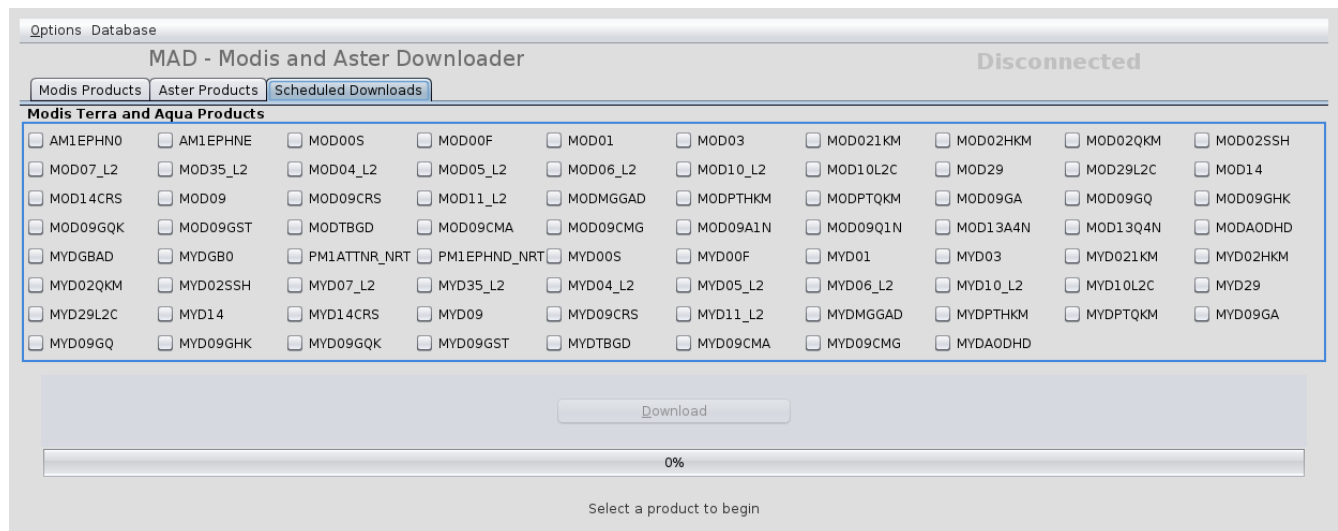 Options Database
MAD - Modis and Aster Downloader Disconnected
Modis Products Aster Products Scheduled Downloads
Modis Terra and Aqua Products
AM1EPHN0 AM1EPHNE MOD00S MOD00F MOD01 MOD03 MOD021KM MOD02HKM MOD02QKM MOD02SSH
MOD07_L2 MOD35_L2 MOD04_L2 MOD05_L2 MOD06_L2 MOD10_L2 MOD10L2C MOD29 MOD29L2C MOD14
MOD14CRS MOD09 MOD09CRS MOD11_L2 MODMGGAD MODPTHKM MODPTQKM MOD09GA MOD09GQ MOD09GHK
MOD09GQK MOD09GST MODTBGD MOD09CMA MOD09CMG MOD09A1N MOD09Q1N MOD13A4N MOD13Q4N MODAODHD
MYDGBAD MYDGB0 PM1ATTNR_NRT PM1EPHND_NRT MYD00S MYD00F MYD01 MYD03 MYD021KM MYD02HKM
MYD02QKM MYD02SSH MYD07_L2 MYD35_L2 MYD04_L2 MYD05_L2 MYD06_L2 MYD10_L2 MYD10L2C MYD29
MYD29L2C MYD14 MYD14CRS MYD09 MYD09CRS MYD11_L2 MYDMGGAD MYDPTHKM MYDPTQKM MYD09GA
MYD09GQ MYD09GHK MYD09GQK MYD09GST MYDTBGD MYD09CMA MYD09CMG MYDAODHD
Download
0%
Select a product to begin